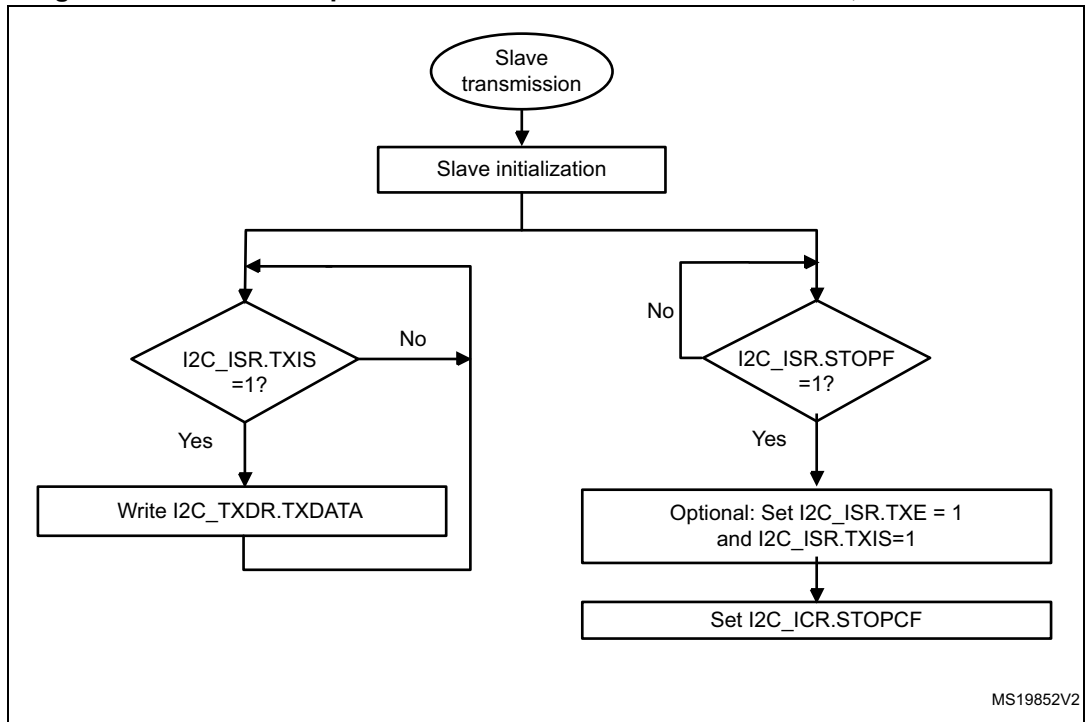 Slave
transmission
Slave initialization
I2C_ISR.TXIS
=1?
No
Yes
Write I2C_TXDR.TXDATA
No
I2C_ISR.STOPF
=1?
Yes
Optional: Set I2C_ISR.TXE = 1
and I2C_ISR.TXIS=1
Set I2C_ICR.STOPCF
MS19852V2